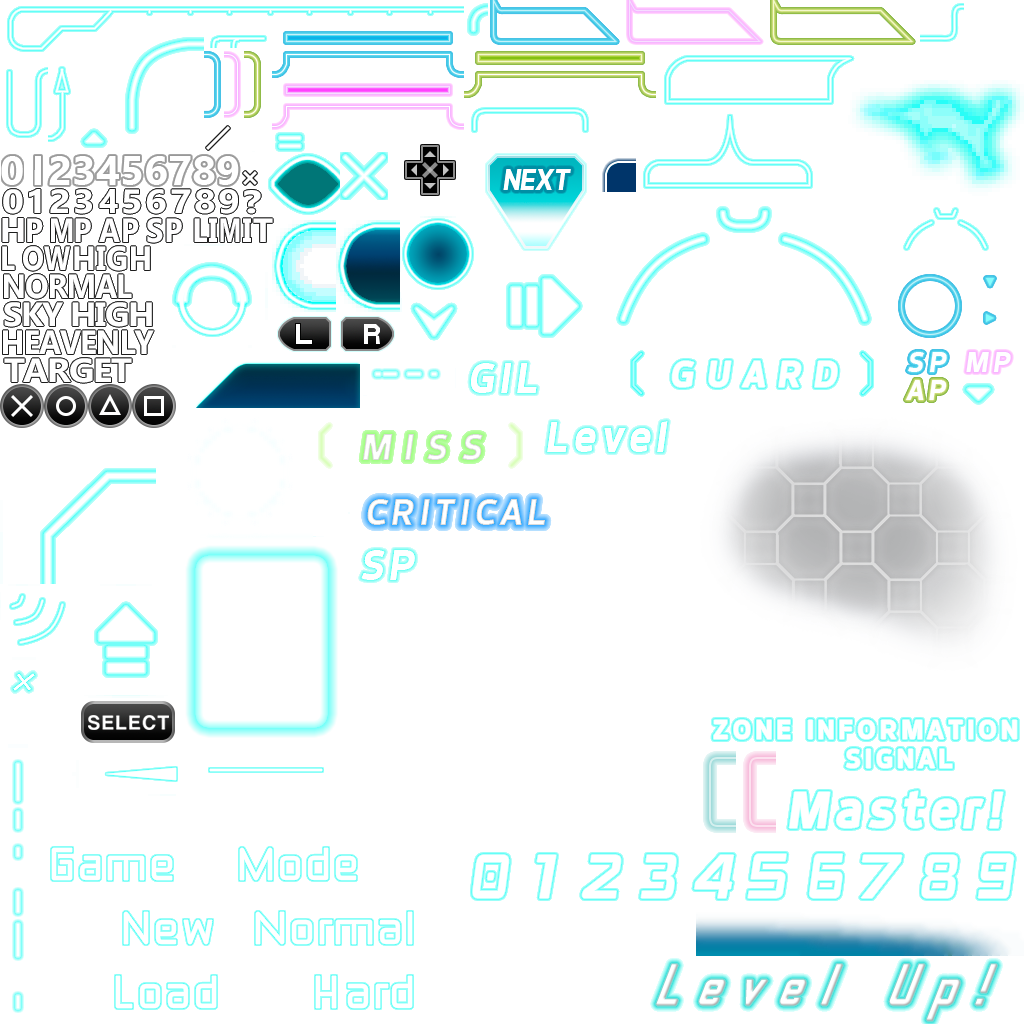 0123456789×
0123456789?
HP MP AP SP LIMIT
LOWHIGH
NORMAL
SKY HIGH
HEAVENLY
TARGET
NEXT
L R
GIL
( GUARD )
SP MP
AP
( MISS )
Level
CRITICAL
SP
SELECT
ZONE INFORMATION
SIGNAL
Master!
Game Mode
0123456789
New Normal
Load Hard
Level Up!